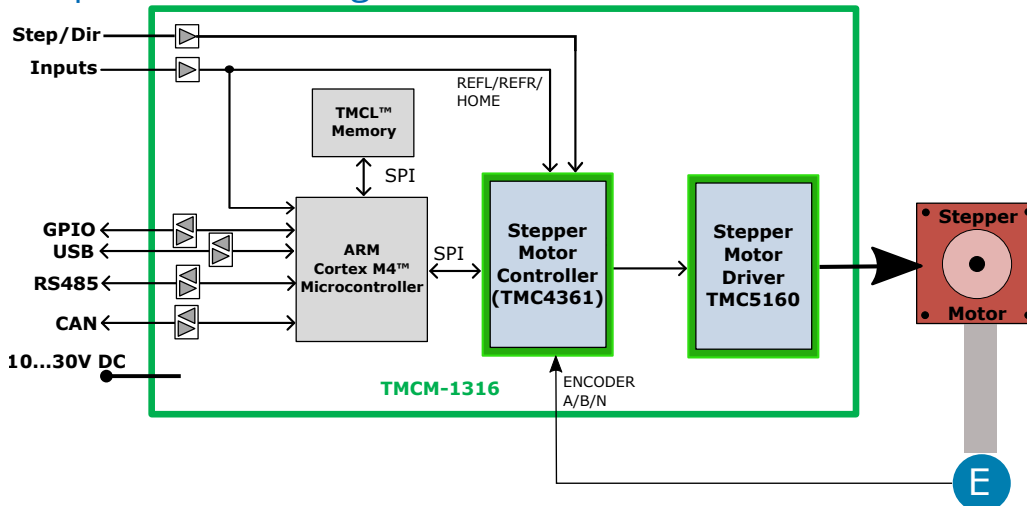 Step/Dir
Inputs
REFL/REFR/
HOME
TMCL™
Memory
SPI
GPIO
USB
RS485
CAN
10...30V DC
ARM
Cortex M4™
Microcontroller
SPI
Stepper
Motor
Controller
(TMC4361)
Stepper
Motor
Driver
TMC5160
Stepper
Motor
TMCM-1316
ENCODER
A/B/N
E